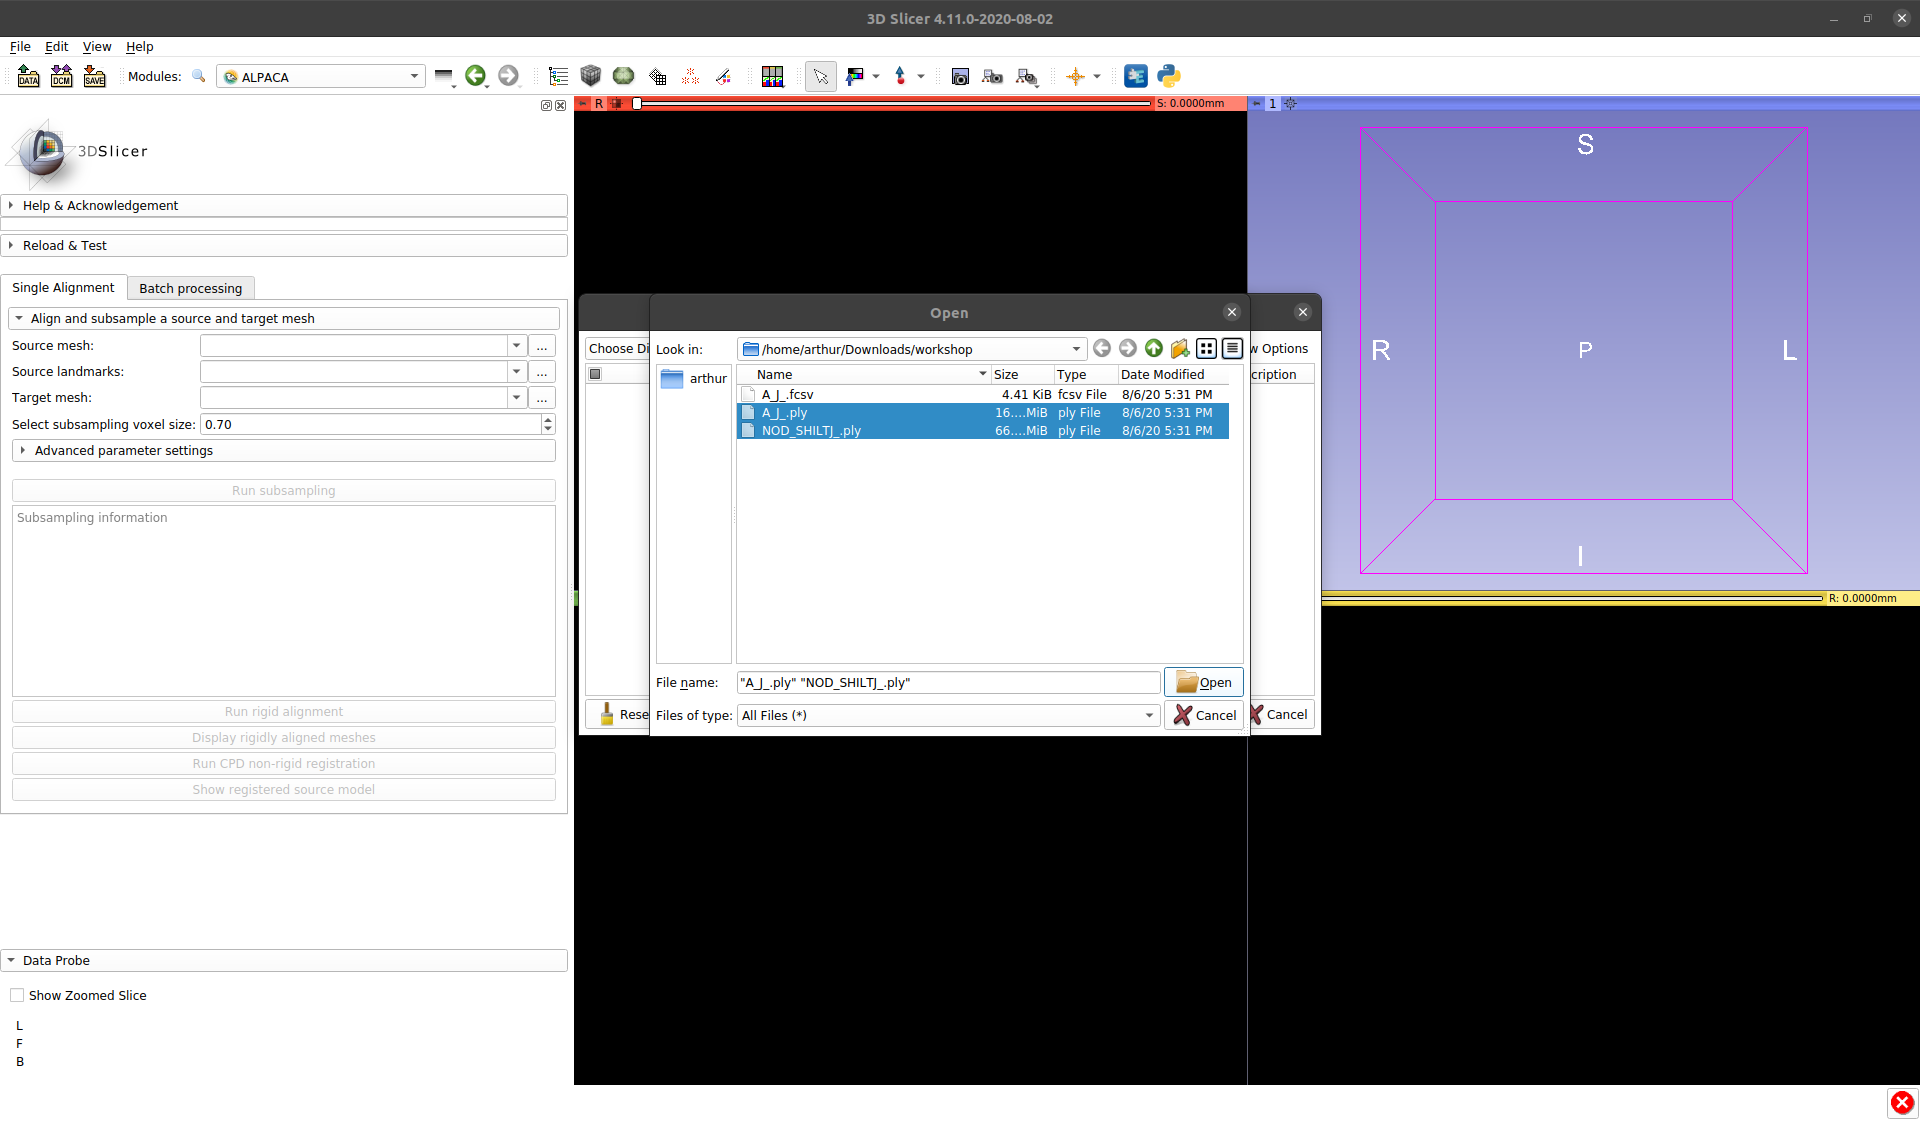 3D Slicer 4.11.0-2020-08-02
File Edit View Help
DATA DCM SAVE Modules: ALPACA
R S: 0.0000mm
1
3DSlicer
Help & Acknowledgement
Reload & Test
Single Alignment Batch processing
Align and subsample a source and target mesh
Source mesh: ...
Source landmarks: ...
Target mesh: ...
Select subsampling voxel size: 0.70
Advanced parameter settings
Run subsampling
Subsampling information
Run rigid alignment
Display rigidly aligned meshes
Run CPD non-rigid registration
Show registered source model
Data Probe
Show Zoomed Slice
L
F
B
Choose Di
w Options
cription
Rese
Cancel
Open
Look in: /home/arthur/Downloads/workshop
arthur
Name Size Type Date Modified
A_J_.fcsv 4.41 KiB fcsv File 8/6/20 5:31 PM
A_J_.ply 16....MiB ply File 8/6/20 5:31 PM
NOD_SHILTJ_.ply 66....MiB ply File 8/6/20 5:31 PM
File name: "A_J_.ply" "NOD_SHILTJ_.ply" Open
Files of type: All Files (*) Cancel
S
R P L
I
R: 0.0000mm